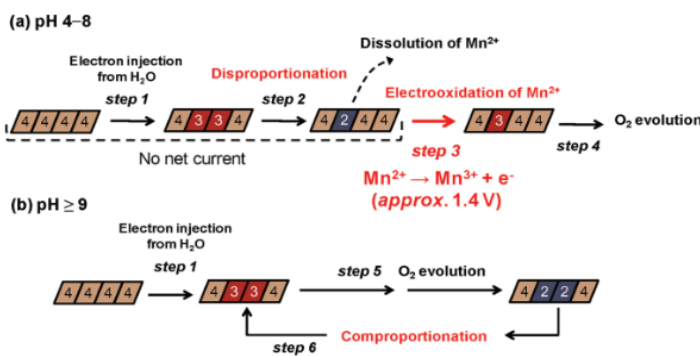 (a) pH 4–8
Dissolution of Mn²⁺
Electron injection
from H₂O
Disproportionation
Electrooxidation of Mn²⁺
step 1
step 2
4 4 4 4
4 3 3 4
4 2 4 4
4 3 4 4
O₂ evolution
No net current
step 3
step 4
Mn²⁺ → Mn³⁺ + e⁻
(approx. 1.4 V)
(b) pH ≥ 9
Electron injection
from H₂O
step 1
step 5
O₂ evolution
4 4 4 4
4 3 3 4
4 2 2 4
step 6
Comproportionation